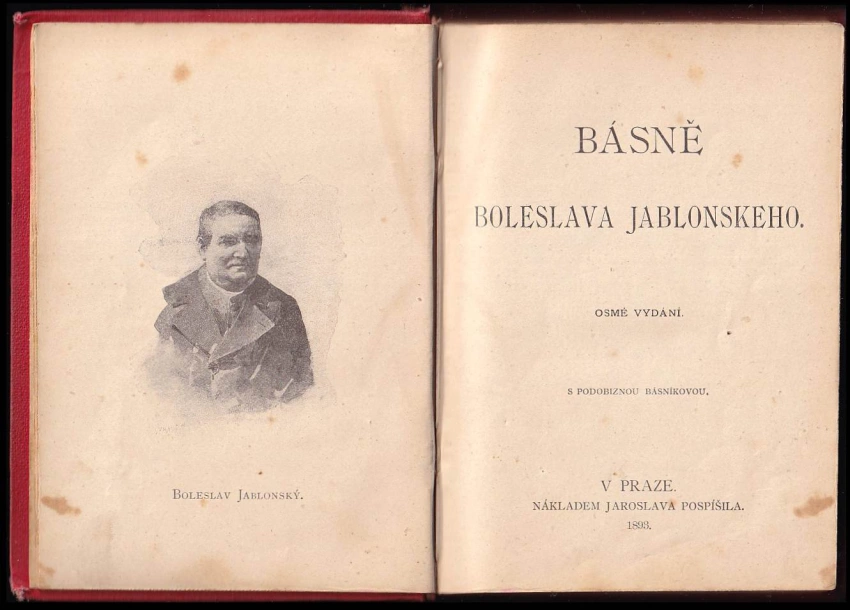 Boleslav Jablonský.
BÁSNĚ
BOLESLAVA JABLONSKEHO.
OSMÉ VYDÁNÍ.
S PODOBIZNOU BÁSNÍKOVOU.
V PRAZE.
NÁKLADEM JAROSLAVA POSPÍŠILA.
1893.